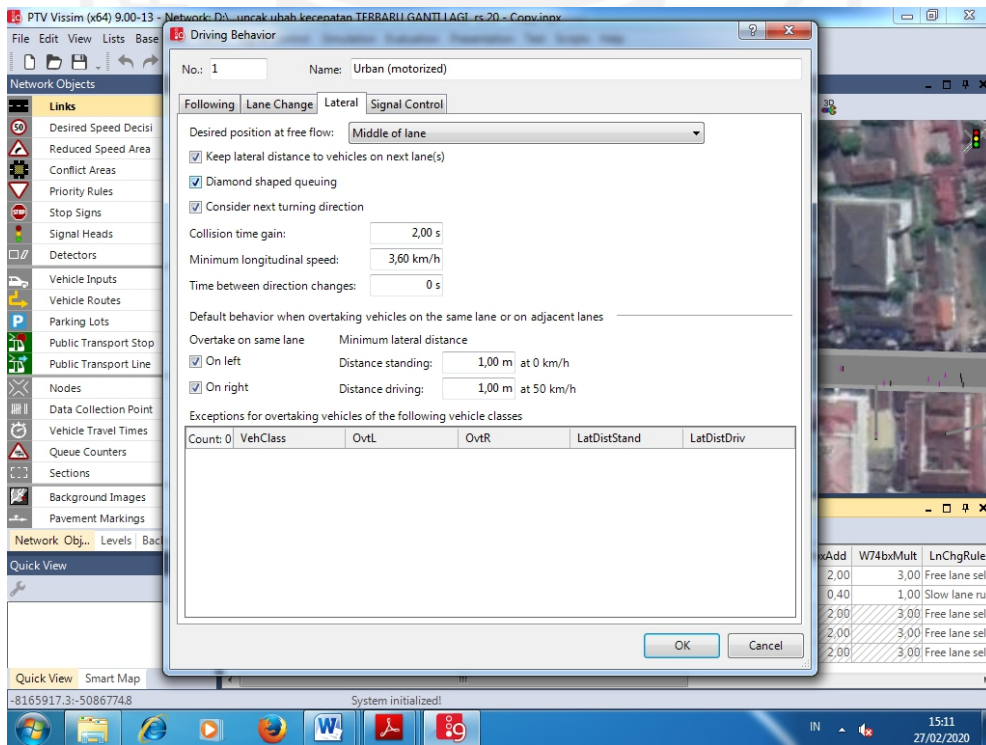 PTV Vissim (x64) 9.00-13 - Network: D:\...uncak ubah kecepatan TERBARU GANTI LAGI rs 20 - Copy.inpx
File Edit View Lists Base
Driving Behavior
No.: 1 Name: Urban (motorized)
Following Lane Change Lateral Signal Control
Desired position at free flow: Middle of lane
Keep lateral distance to vehicles on next lane(s)
Diamond shaped queuing
Consider next turning direction
Collision time gain: 2,00 s
Minimum longitudinal speed: 3,60 km/h
Time between direction changes: 0 s
Default behavior when overtaking vehicles on the same lane or on adjacent lanes
Overtake on same lane Minimum lateral distance
On left Distance standing: 1,00 m at 0 km/h
On right Distance driving: 1,00 m at 50 km/h
Exceptions for overtaking vehicles of the following vehicle classes
Count: 0 VehClass OvtL OvtR LatDistStand LatDistDriv
OK Cancel
Network Objects
Links
Desired Speed Decisi
Reduced Speed Area
Conflict Areas
Priority Rules
Stop Signs
Signal Heads
Detectors
Vehicle Inputs
Vehicle Routes
Parking Lots
Public Transport Stop
Public Transport Line
Nodes
Data Collection Point
Vehicle Travel Times
Queue Counters
Sections
Background Images
Pavement Markings
Network Obj... Levels Bac
Quick View
Quick View Smart Map
3D
xAdd W74bxMult LnChgRule
2,00 3,00 Free lane sel
0,40 1,00 Slow lane ru
2,00 3,00 Free lane sel
2,00 3,00 Free lane sel
2,00 3,00 Free lane sel
-8165917.3:-5086774.8 System initialized!
IN 15:11
27/02/2020